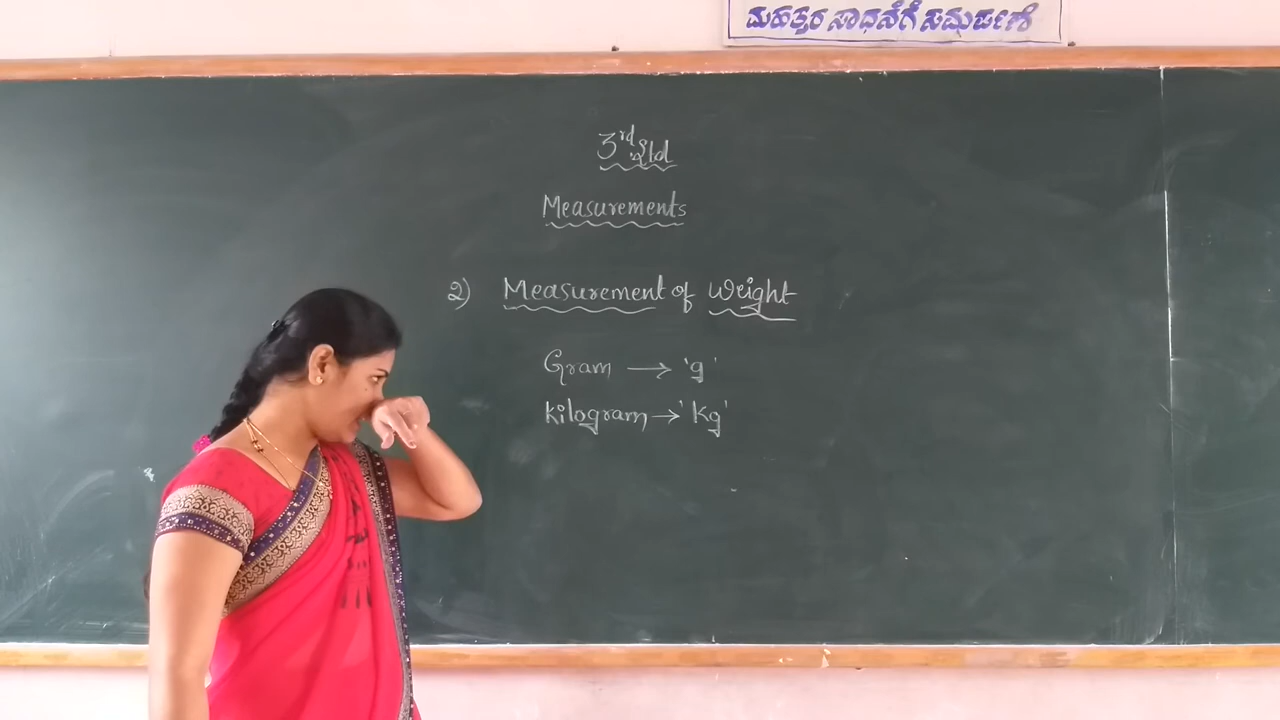 ಮಹತ್ತರ ಸಾಧನೆಗೆ ಸಮರ್ಪಣೆ
3rd Std
Measurements
2) Measurement of Weight
Gram → 'g'
kilogram → 'Kg'